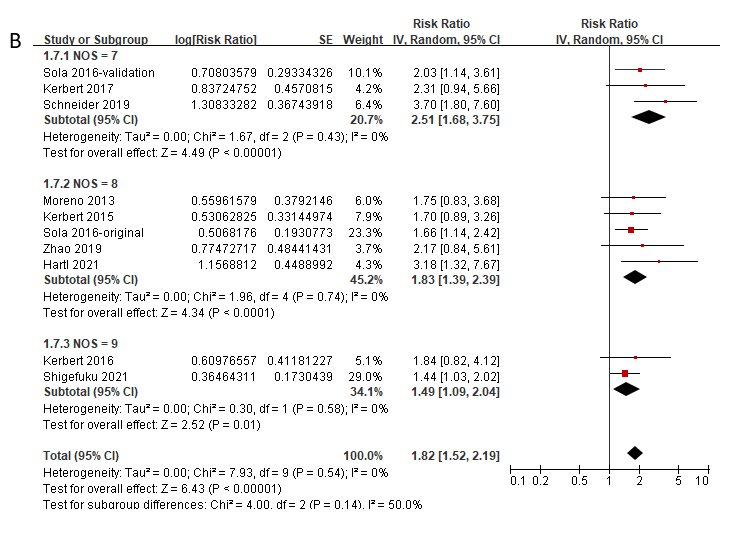 B
Risk Ratio Risk Ratio
Study or Subgroup log[Risk Ratio] SE Weight IV, Random, 95% CI IV, Random, 95% CI
1.7.1 NOS = 7
Sola 2016-validation 0.70803579 0.29334326 10.1% 2.03 [1.14, 3.61]
Kerbert 2017 0.83724752 0.4570815 4.2% 2.31 [0.94, 5.66]
Schneider 2019 1.30833282 0.36743918 6.4% 3.70 [1.80, 7.60]
Subtotal (95% CI) 20.7% 2.51 [1.68, 3.75]
Heterogeneity: Tau² = 0.00; Chi² = 1.67, df = 2 (P = 0.43); I² = 0%
Test for overall effect: Z = 4.49 (P < 0.00001)
1.7.2 NOS = 8
Moreno 2013 0.55961579 0.3792146 6.0% 1.75 [0.83, 3.68]
Kerbert 2015 0.53062825 0.33144974 7.9% 1.70 [0.89, 3.26]
Sola 2016-original 0.5068176 0.1930773 23.3% 1.66 [1.14, 2.42]
Zhao 2019 0.77472717 0.48441431 3.7% 2.17 [0.84, 5.61]
Hartl 2021 1.1568812 0.4488992 4.3% 3.18 [1.32, 7.67]
Subtotal (95% CI) 45.2% 1.83 [1.39, 2.39]
Heterogeneity: Tau² = 0.00; Chi² = 1.96, df = 4 (P = 0.74); I² = 0%
Test for overall effect: Z = 4.34 (P < 0.0001)
1.7.3 NOS = 9
Kerbert 2016 0.60976557 0.41181227 5.1% 1.84 [0.82, 4.12]
Shigefuku 2021 0.36464311 0.1730439 29.0% 1.44 [1.03, 2.02]
Subtotal (95% CI) 34.1% 1.49 [1.09, 2.04]
Heterogeneity: Tau² = 0.00; Chi² = 0.30, df = 1 (P = 0.58); I² = 0%
Test for overall effect: Z = 2.52 (P = 0.01)
Total (95% CI) 100.0% 1.82 [1.52, 2.19]
Heterogeneity: Tau² = 0.00; Chi² = 7.93, df = 9 (P = 0.54); I² = 0%
Test for overall effect: Z = 6.43 (P < 0.00001)
Test for subgroup differences: Chi² = 4.00, df = 2 (P = 0.14), I² = 50.0%
0.1 0.2 0.5 1 2 5 10